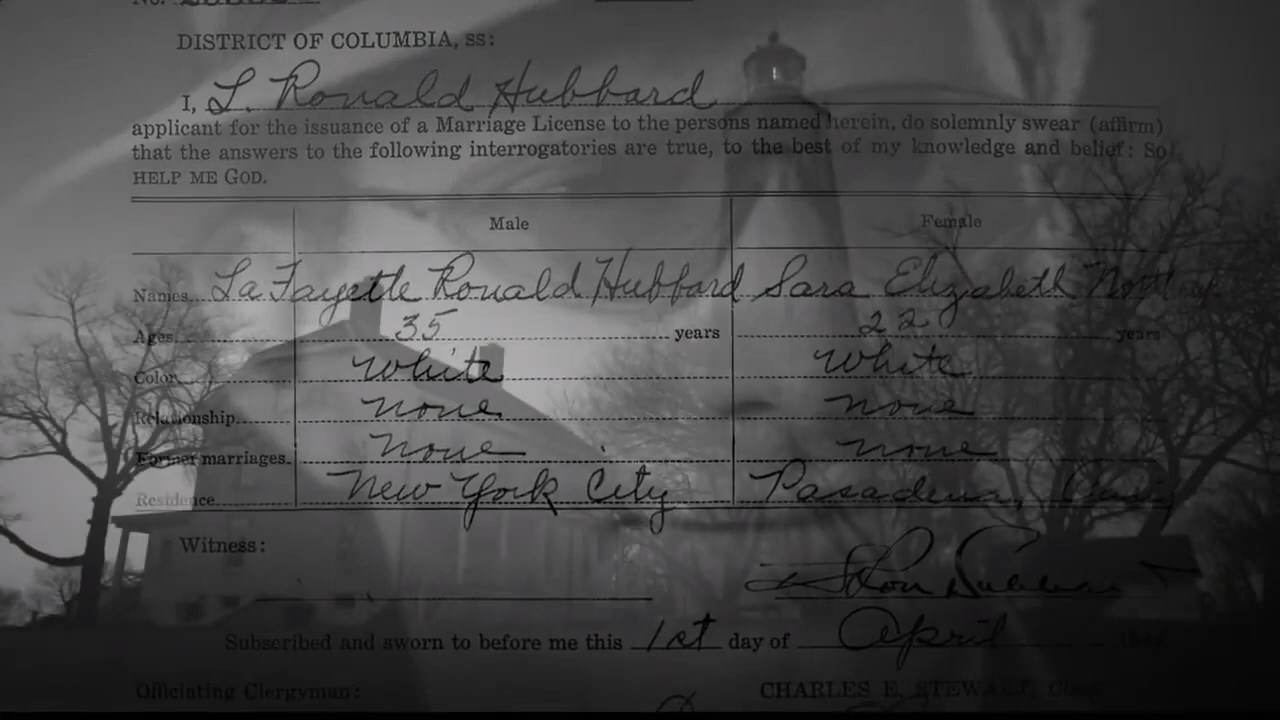 No.
DISTRICT OF COLUMBIA, ss:
I, L. Ronald Hubbard
applicant for the issuance of a Marriage License to the persons named herein, do solemnly swear (affirm)
that the answers to the following interrogatories are true, to the best of my knowledge and belief: So
HELP ME GOD.
Male Female
Names LaFayette Ronald Hubbard Sara Elizabeth
Ages 35 years 22 years
Color White White
Relationship none none
Former marriages none none
Residence New York City Pasadena,
Witness:
Subscribed and sworn to before me this 1st day of April
Officiating Clergyman: CHARLES E. STEWART,